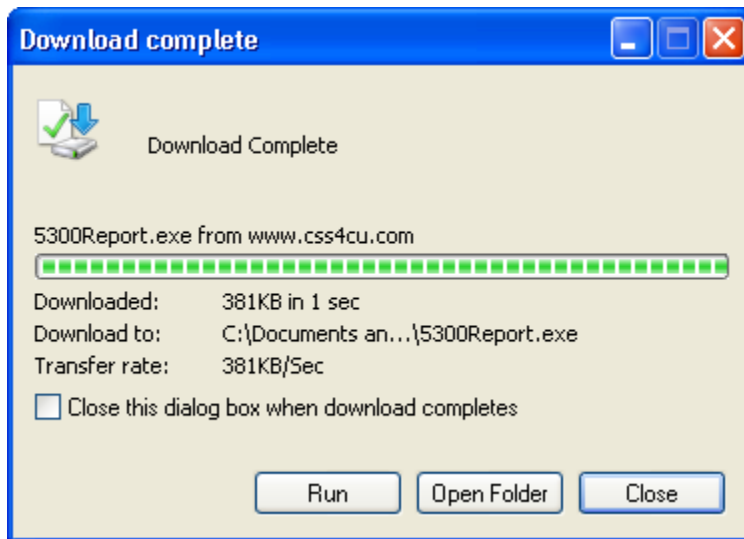 Download complete
Download Complete
5300Report.exe from www.css4cu.com
Downloaded: 381KB in 1 sec
Download to: C:\Documents an...\5300Report.exe
Transfer rate: 381KB/Sec
Close this dialog box when download completes
Run Open Folder Close